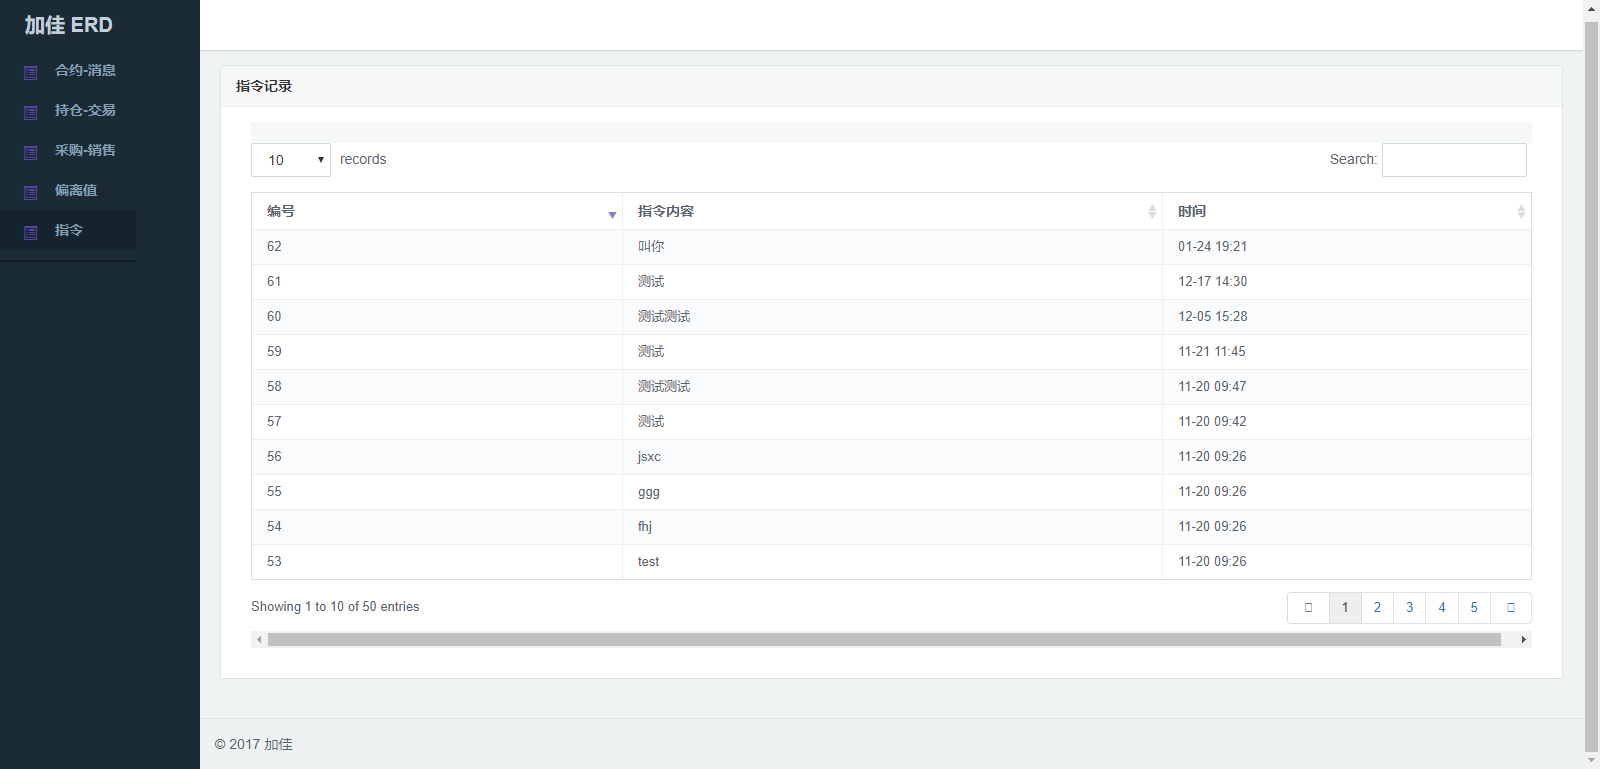 加佳 ERD
合约-消息
持仓-交易
采购-销售
偏离值
指令
指令记录
10 records Search:
编号 指令内容 时间
62 叫你 01-24 19:21
61 测试 12-17 14:30
60 测试测试 12-05 15:28
59 测试 11-21 11:45
58 测试测试 11-20 09:47
57 测试 11-20 09:42
56 jsxc 11-20 09:26
55 ggg 11-20 09:26
54 fhj 11-20 09:26
53 test 11-20 09:26
Showing 1 to 10 of 50 entries 1 2 3 4 5
© 2017 加佳